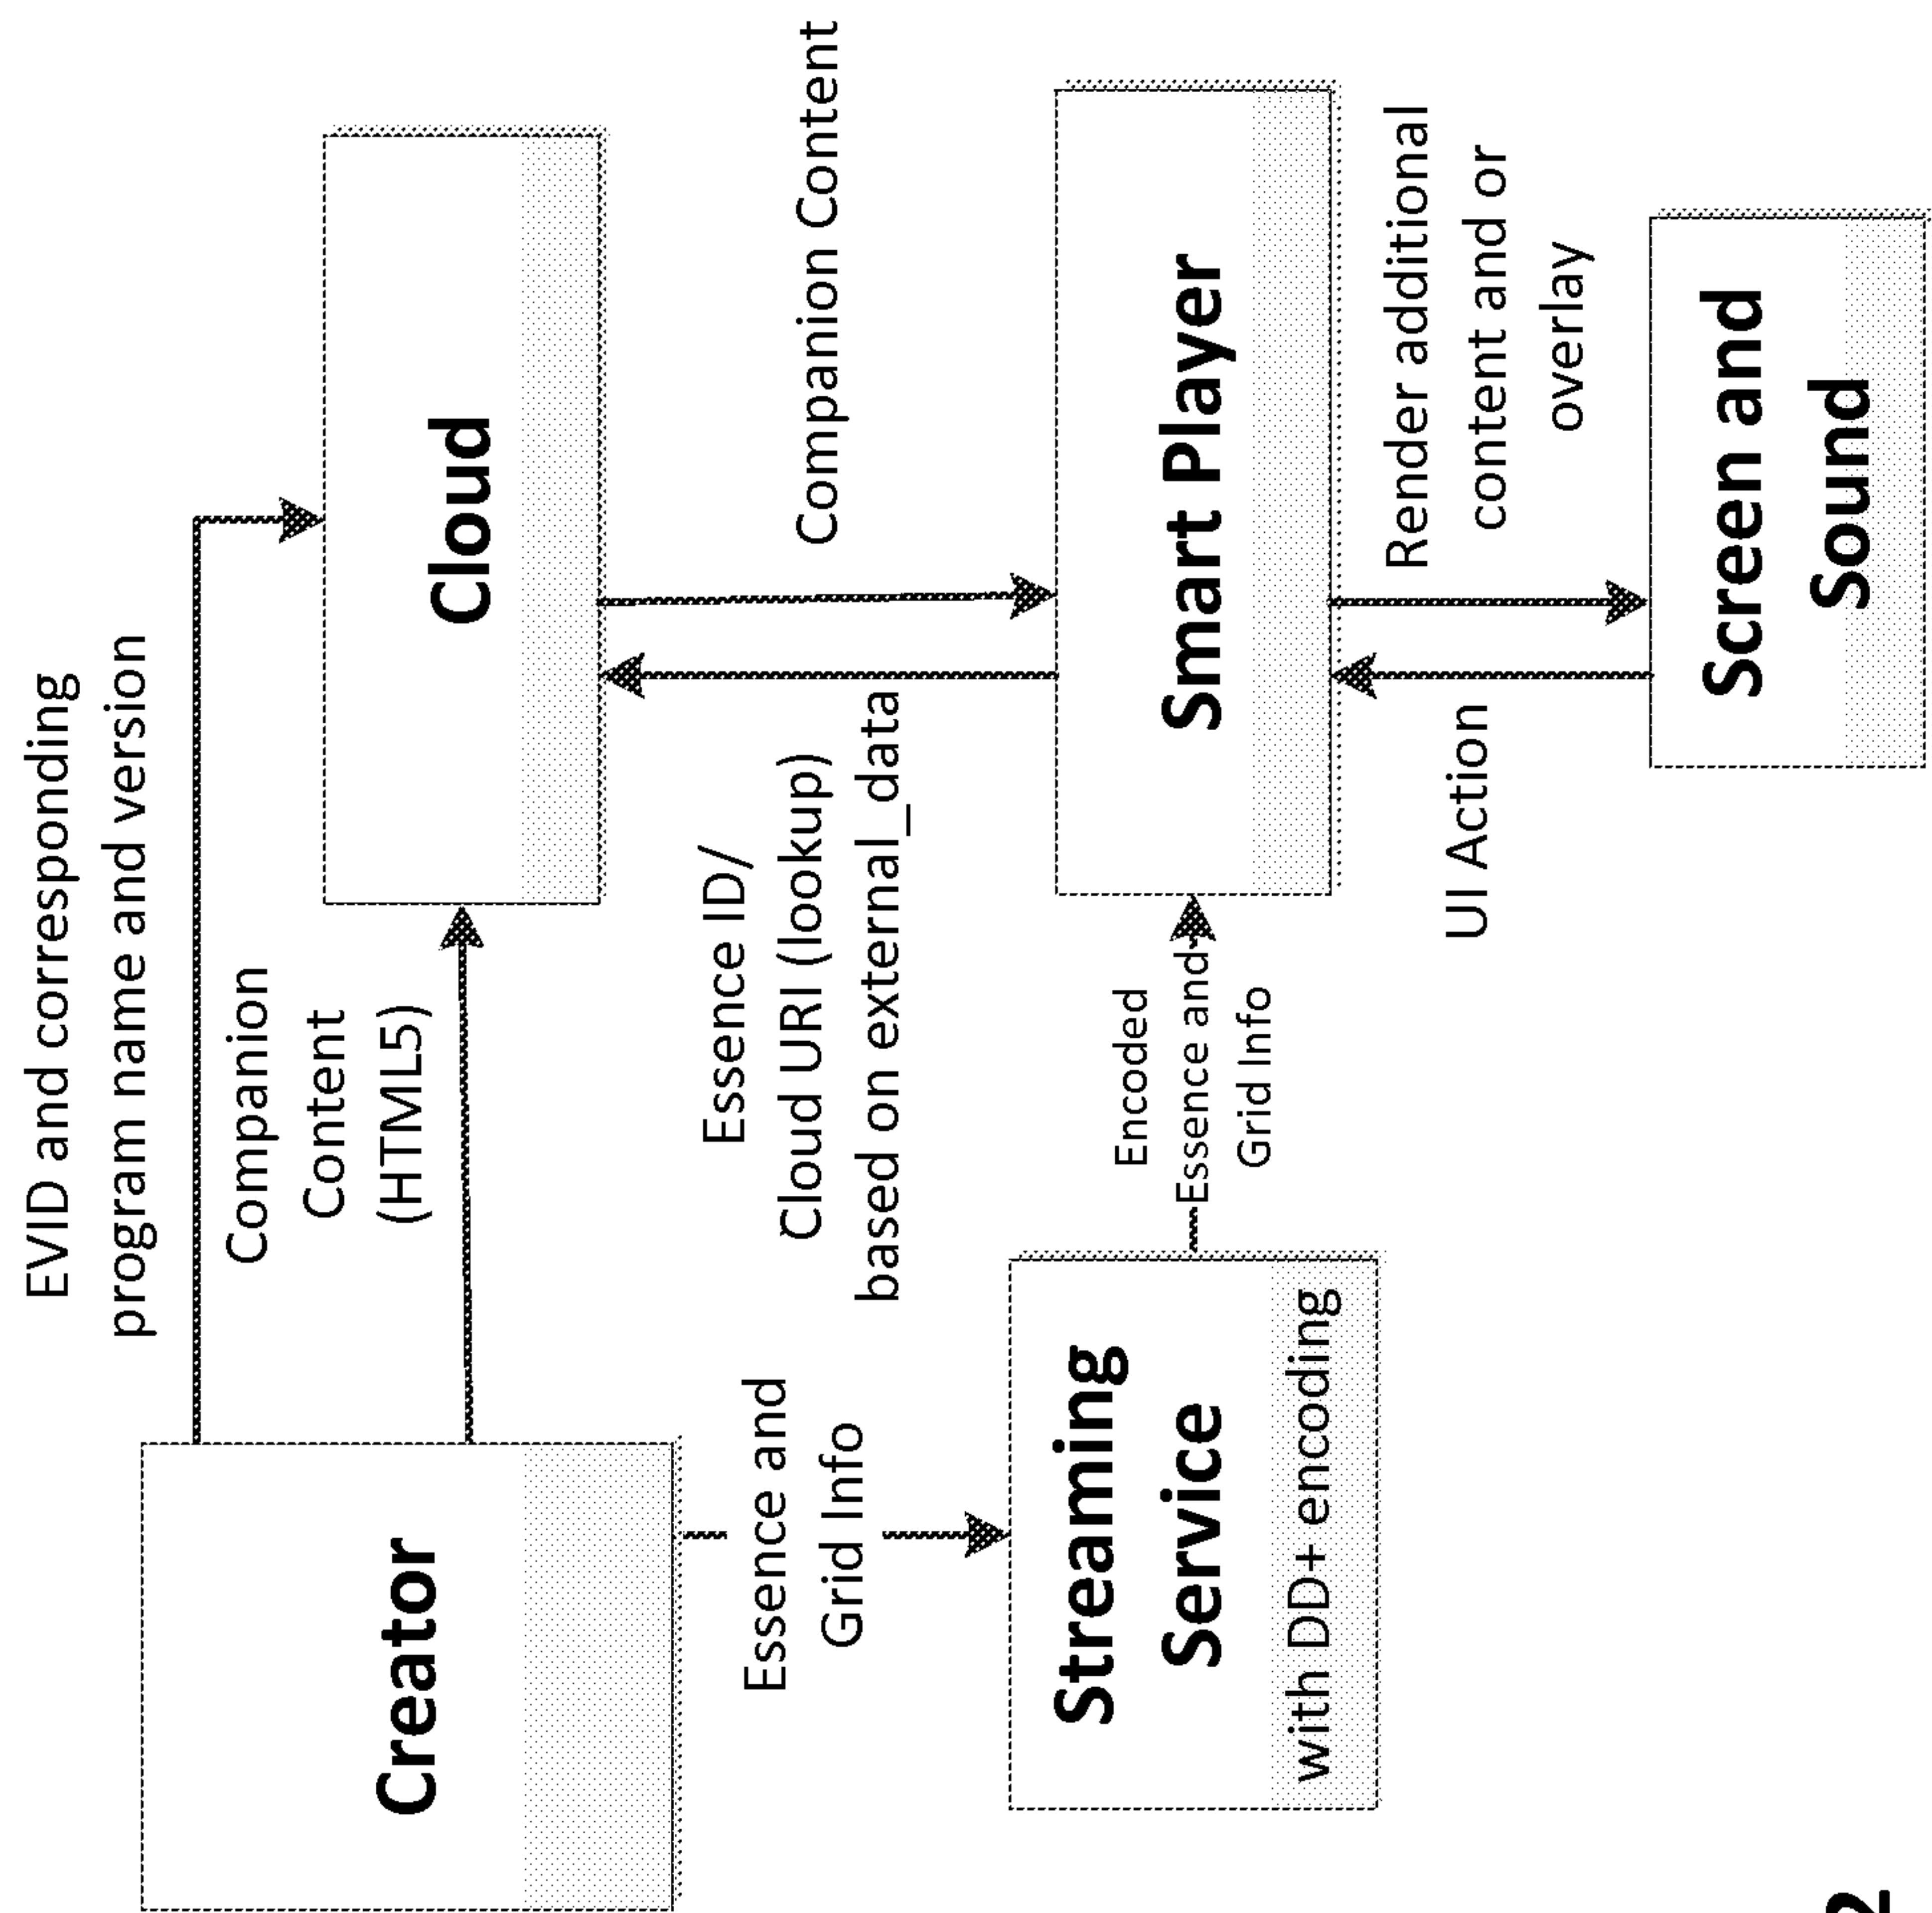 EVID and corresponding
program name and version
Companion
Content
(HTML5)
Creator
Cloud
Essence and
Grid Info
Essence ID/
Cloud URI (lookup)
based on external_data
Companion Content
Streaming
Service
with DD+ encoding
Encoded
Essence and
Grid Info
Smart Player
UI Action
Render additional
content and or
overlay
Screen and
Sound
2